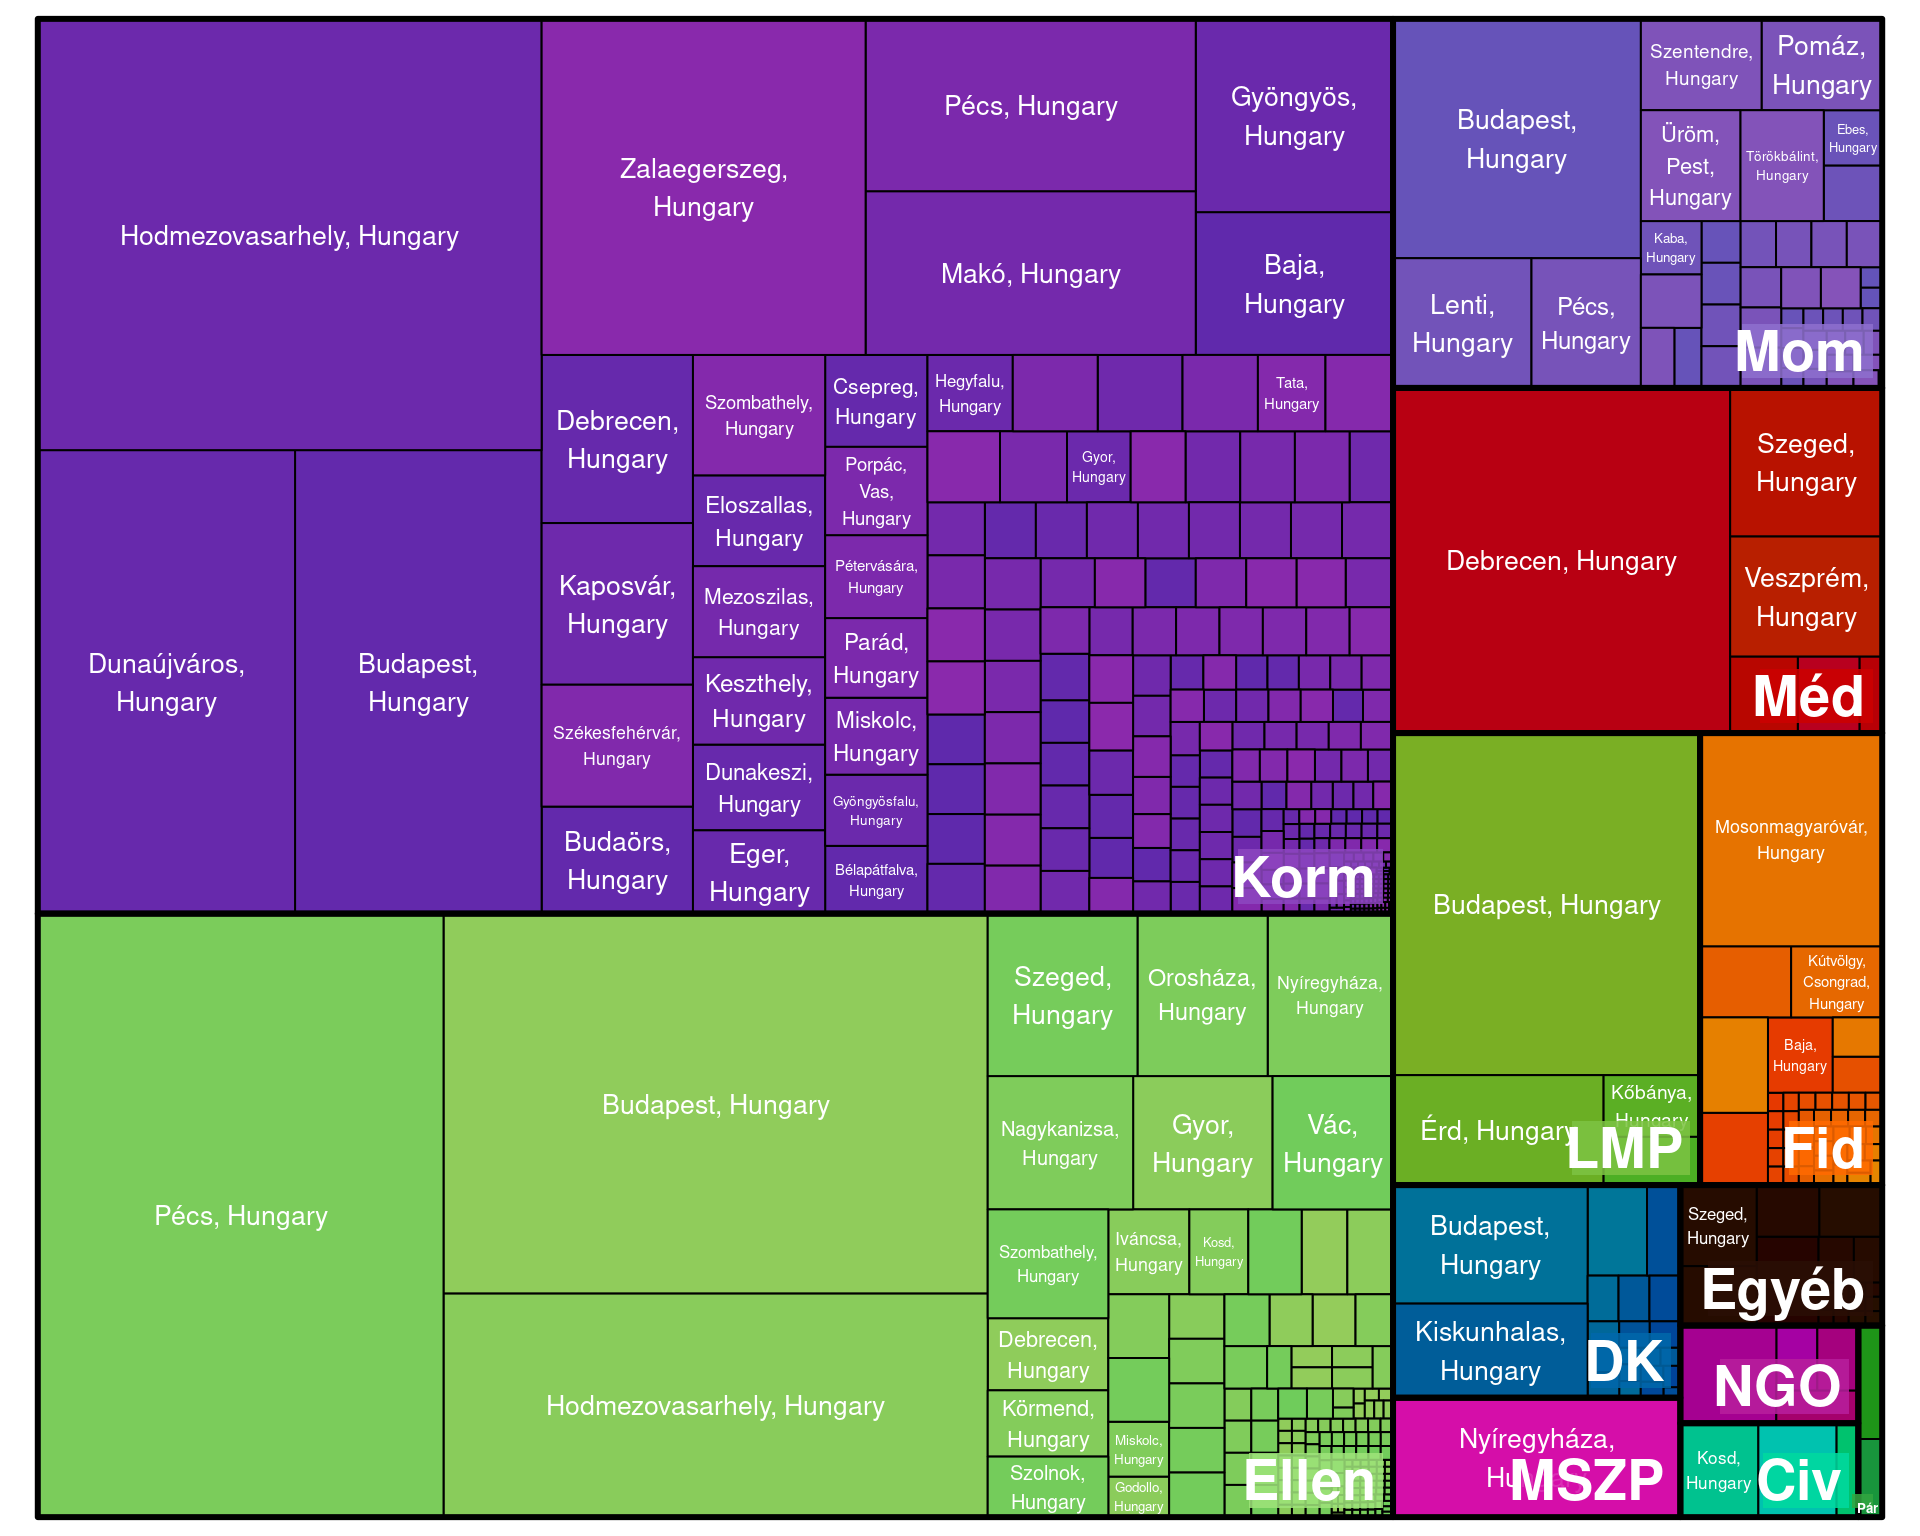 Hodmezovasarhely, Hungary
Dunaújváros,
Hungary
Budapest,
Hungary
Zalaegerszeg,
Hungary
Pécs, Hungary
Makó, Hungary
Gyöngyös,
Hungary
Baja,
Hungary
Debrecen,
Hungary
Kaposvár,
Hungary
Székesfehérvár,
Hungary
Budaörs,
Hungary
Szombathely,
Hungary
Eloszallas,
Hungary
Mezoszilas,
Hungary
Keszthely,
Hungary
Dunakeszi,
Hungary
Eger,
Hungary
Csepreg,
Hungary
Porpác,
Vas,
Hungary
Pétervására,
Hungary
Parád,
Hungary
Miskolc,
Hungary
Gyöngyösfalu,
Hungary
Bélapátfalva,
Hungary
Hegyfalu,
Hungary
Tata,
Hungary
Gyor,
Hungary
Korm
Pécs, Hungary
Budapest, Hungary
Hodmezovasarhely, Hungary
Szeged,
Hungary
Orosháza,
Hungary
Nyíregyháza,
Hungary
Nagykanizsa,
Hungary
Gyor,
Hungary
Vác,
Hungary
Szombathely,
Hungary
Iváncsa,
Hungary
Kosd,
Hungary
Debrecen,
Hungary
Körmend,
Hungary
Szolnok,
Hungary
Miskolc,
Hungary
Godollo,
Hungary
Ellen
Budapest,
Hungary
Lenti,
Hungary
Pécs,
Hungary
Szentendre,
Hungary
Pomáz,
Hungary
Üröm,
Pest,
Hungary
Törökbálint,
Hungary
Ebes,
Hungary
Kaba,
Hungary
Mom
Debrecen, Hungary
Szeged,
Hungary
Veszprém,
Hungary
Méd
Budapest, Hungary
Érd, Hungary
Kőbánya,
Hungary
LMP
Mosonmagyaróvár,
Hungary
Kútvölgy,
Csongrad,
Hungary
Baja,
Hungary
Fid
Budapest,
Hungary
Kiskunhalas,
Hungary
DK
Szeged,
Hungary
Egyéb
NGO
Nyíregyháza,
MSZP
Kosd,
Hungary
Civ
Pár